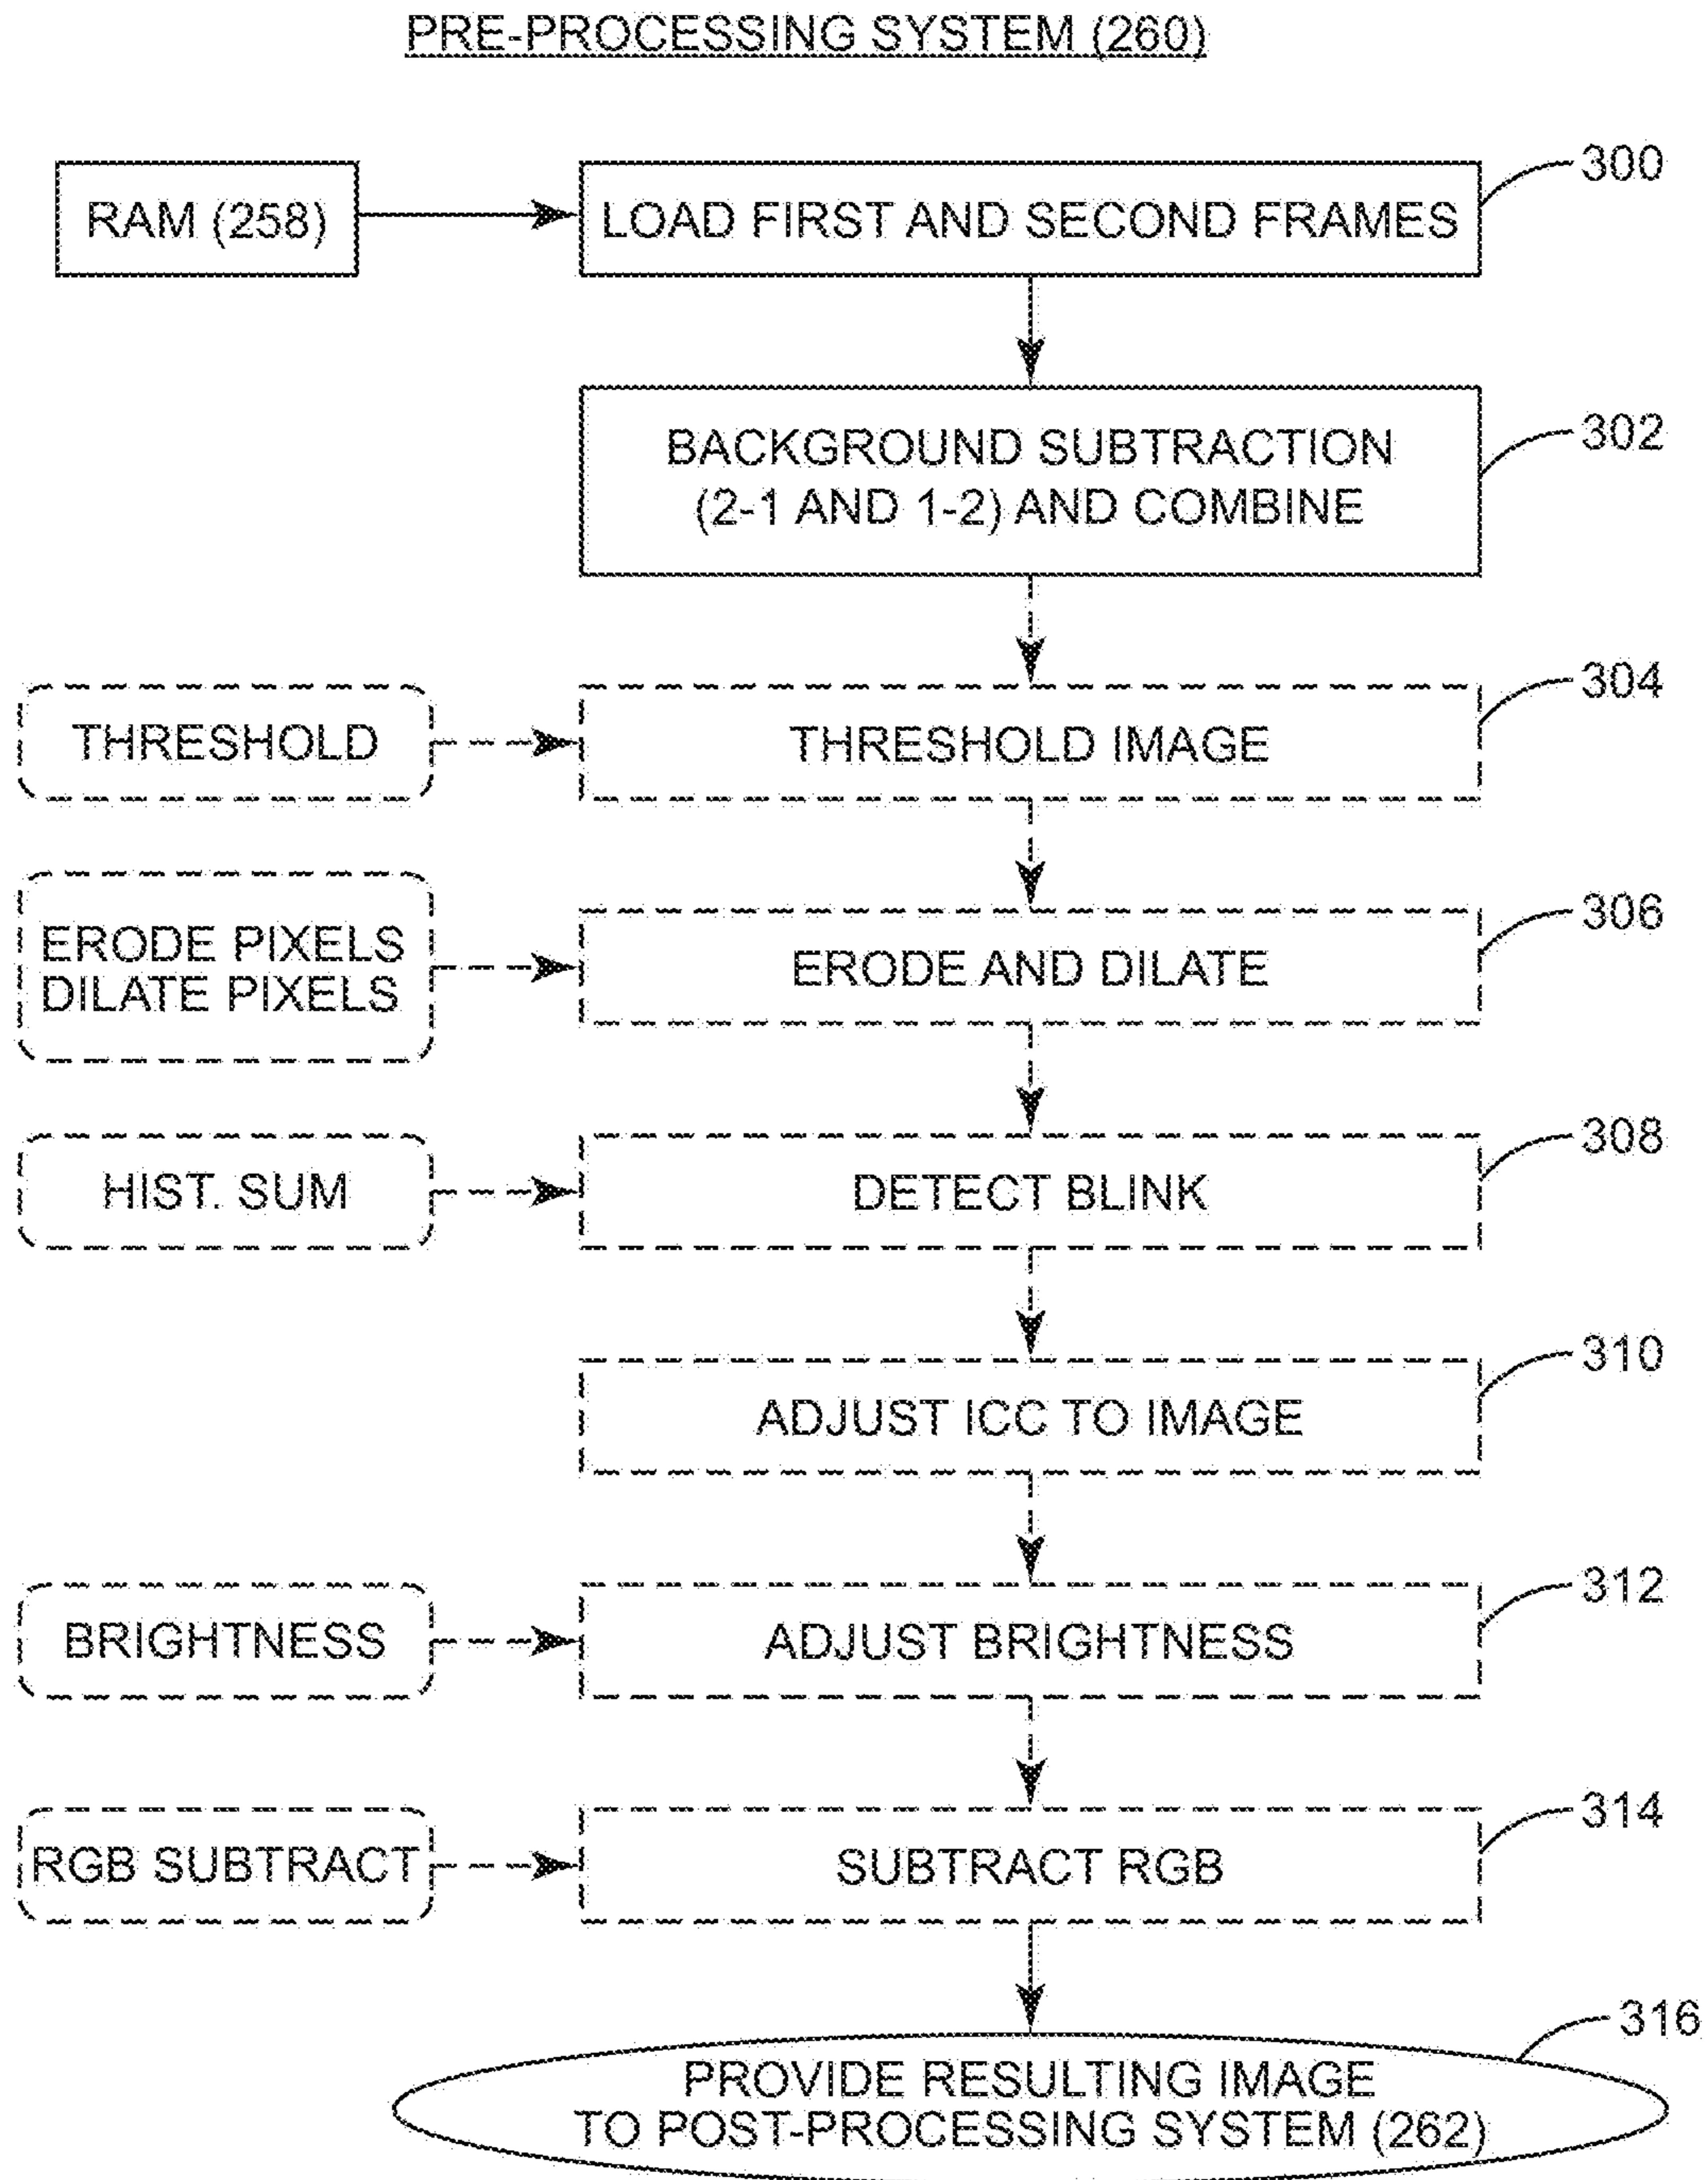 PRE-PROCESSING SYSTEM (260)
300
RAM (258)
LOAD FIRST AND SECOND FRAMES
302
BACKGROUND SUBTRACTION
(2-1 AND 1-2) AND COMBINE
304
THRESHOLD
THRESHOLD IMAGE
306
ERODE PIXELS
DILATE PIXELS
ERODE AND DILATE
308
HIST. SUM
DETECT BLINK
310
ADJUST ICC TO IMAGE
312
BRIGHTNESS
ADJUST BRIGHTNESS
314
RGB SUBTRACT
SUBTRACT RGB
316
PROVIDE RESULTING IMAGE
TO POST-PROCESSING SYSTEM (262)